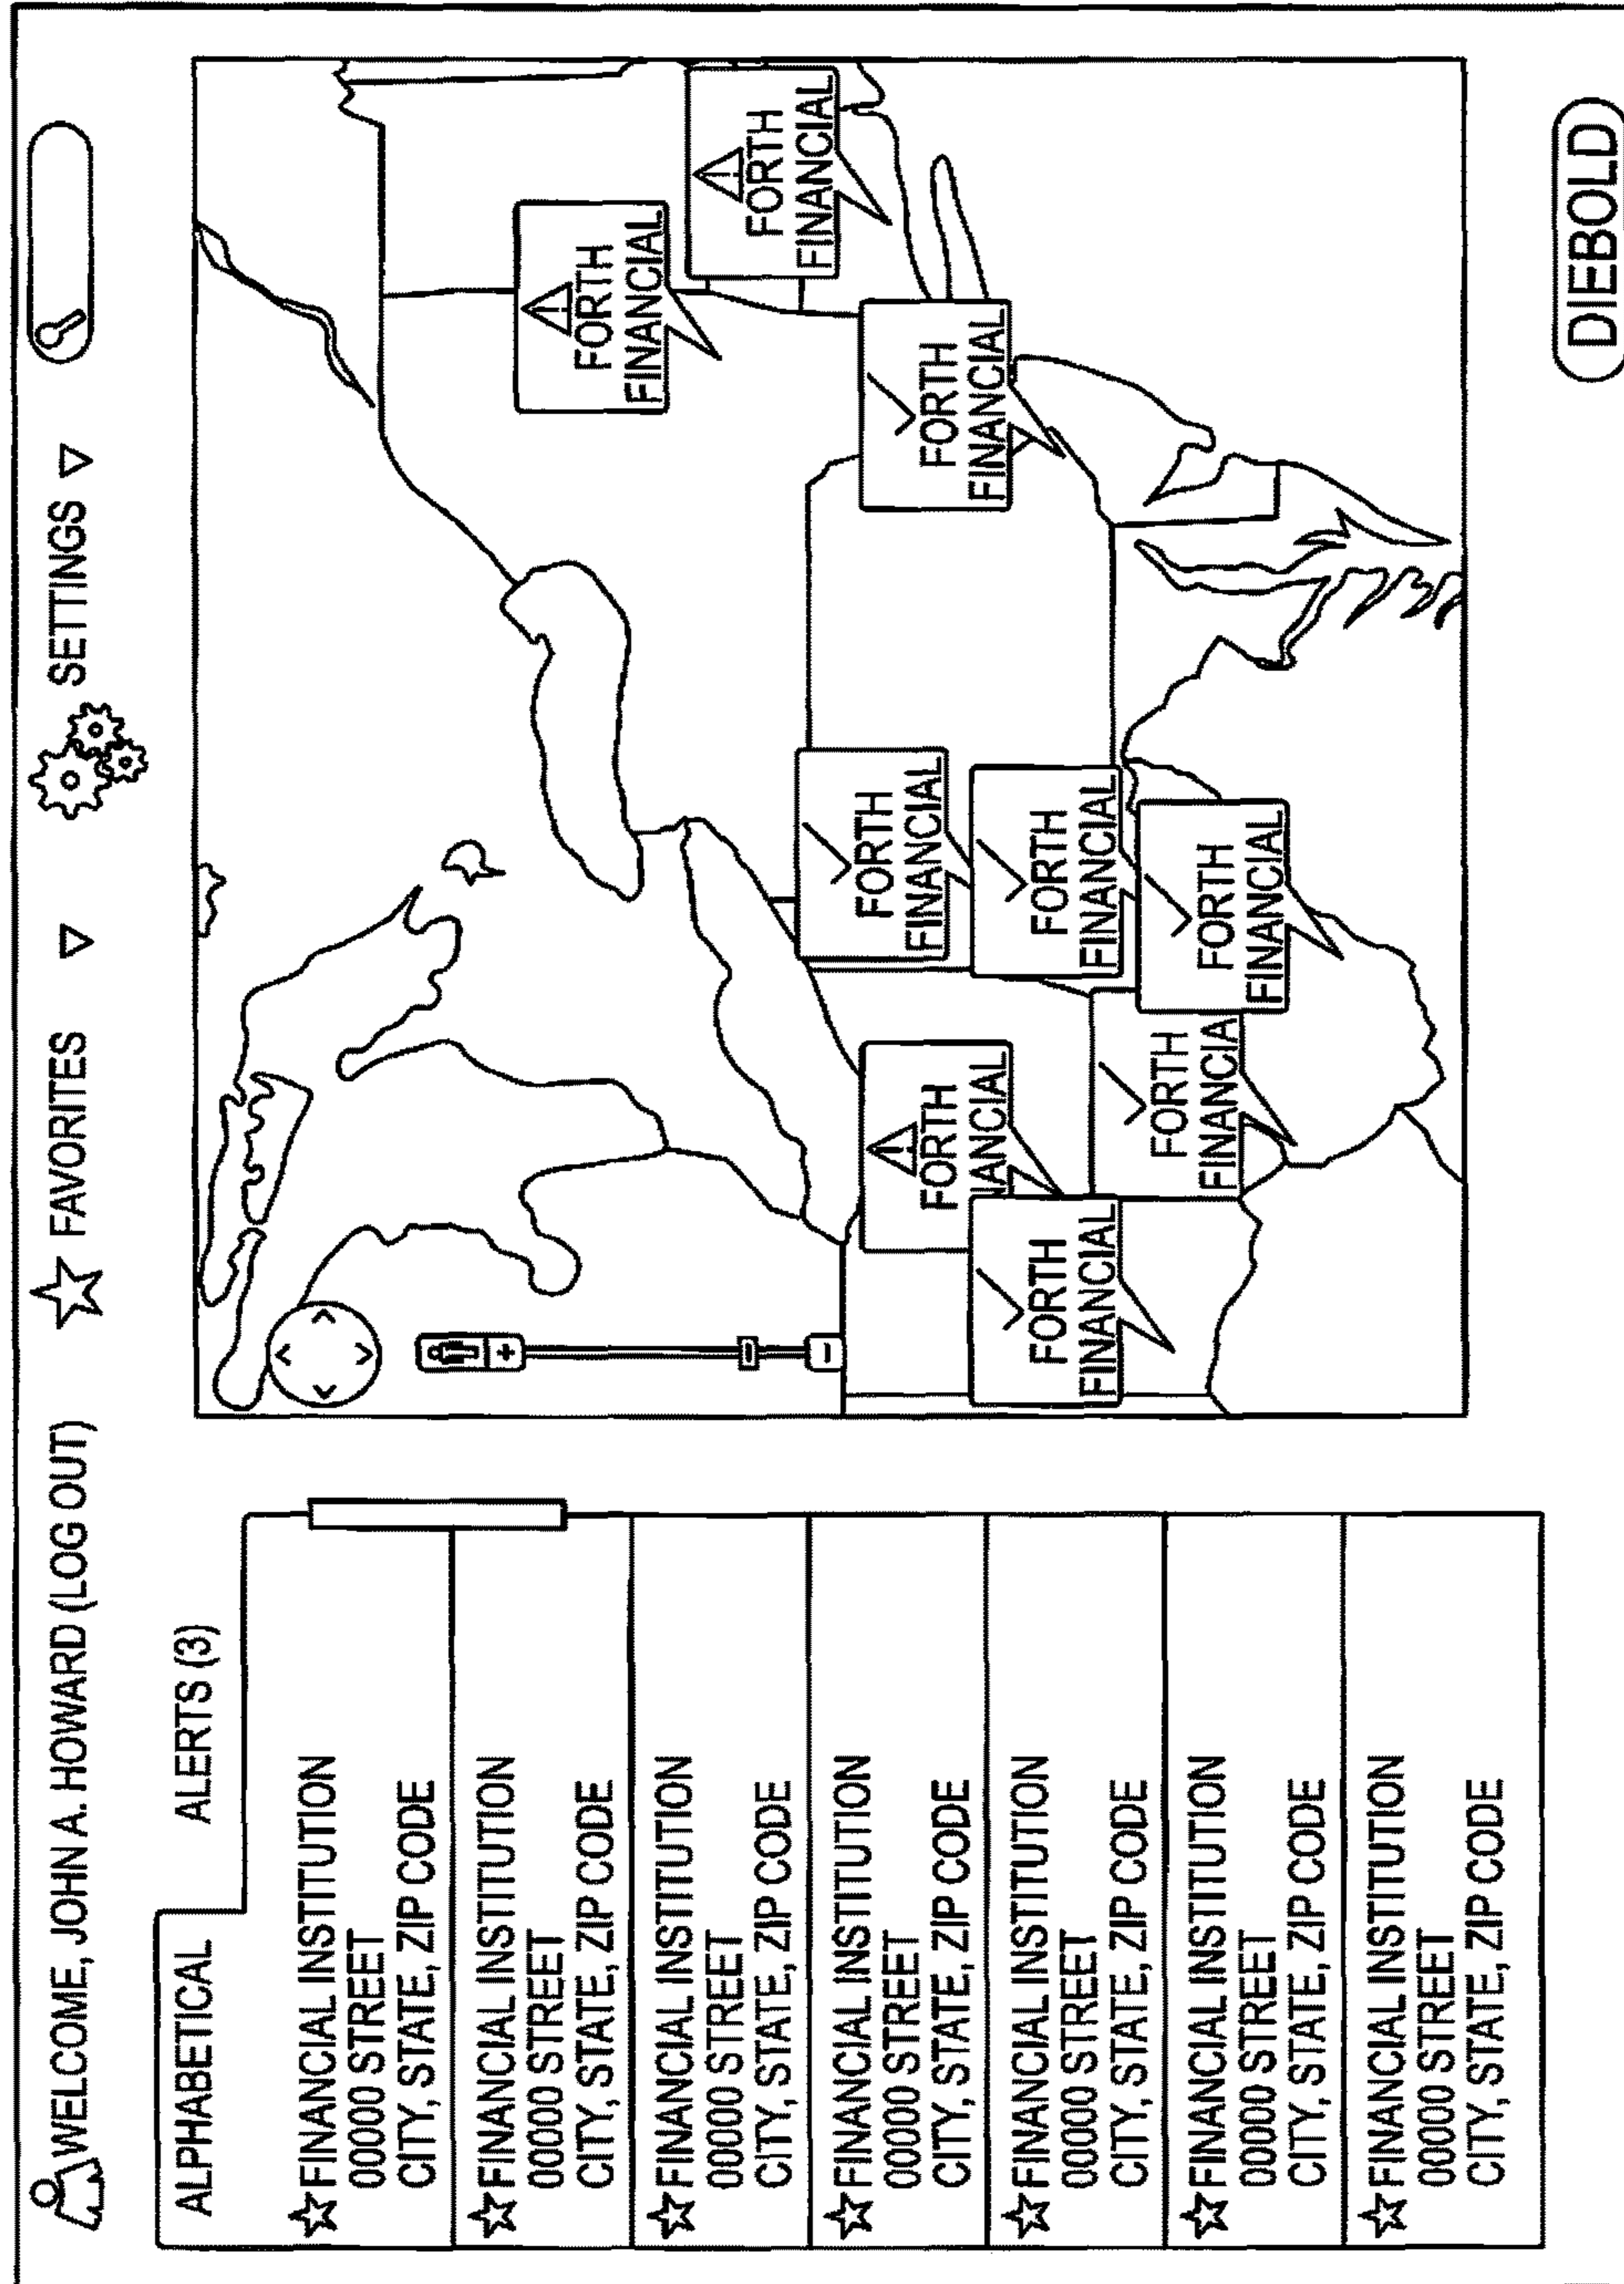 WELCOME, JOHN A. HOWARD (LOG OUT)
FAVORITES
SETTINGS
ALPHABETICAL
ALERTS (3)
FINANCIAL INSTITUTION
00000 STREET
CITY, STATE, ZIP CODE
FINANCIAL INSTITUTION
00000 STREET
CITY, STATE, ZIP CODE
FINANCIAL INSTITUTION
00000 STREET
CITY, STATE, ZIP CODE
FINANCIAL INSTITUTION
00000 STREET
CITY, STATE, ZIP CODE
FINANCIAL INSTITUTION
00000 STREET
CITY, STATE, ZIP CODE
FINANCIAL INSTITUTION
00000 STREET
CITY, STATE, ZIP CODE
FINANCIAL INSTITUTION
00000 STREET
CITY, STATE, ZIP CODE
FORTH
FINANCIAL
FORTH
FINANCIAL
FORTH
FINANCIAL
FORTH
NANCIAL
FORTH
FINANCIAL
FORTH
FINANCIAL
FORTH
FINANCIAL
FORTH
FINANCIA
FORTH
FINANCIAL
DIEBOLD